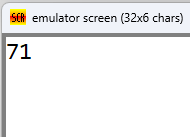 emulator screen (32x6 chars)
71